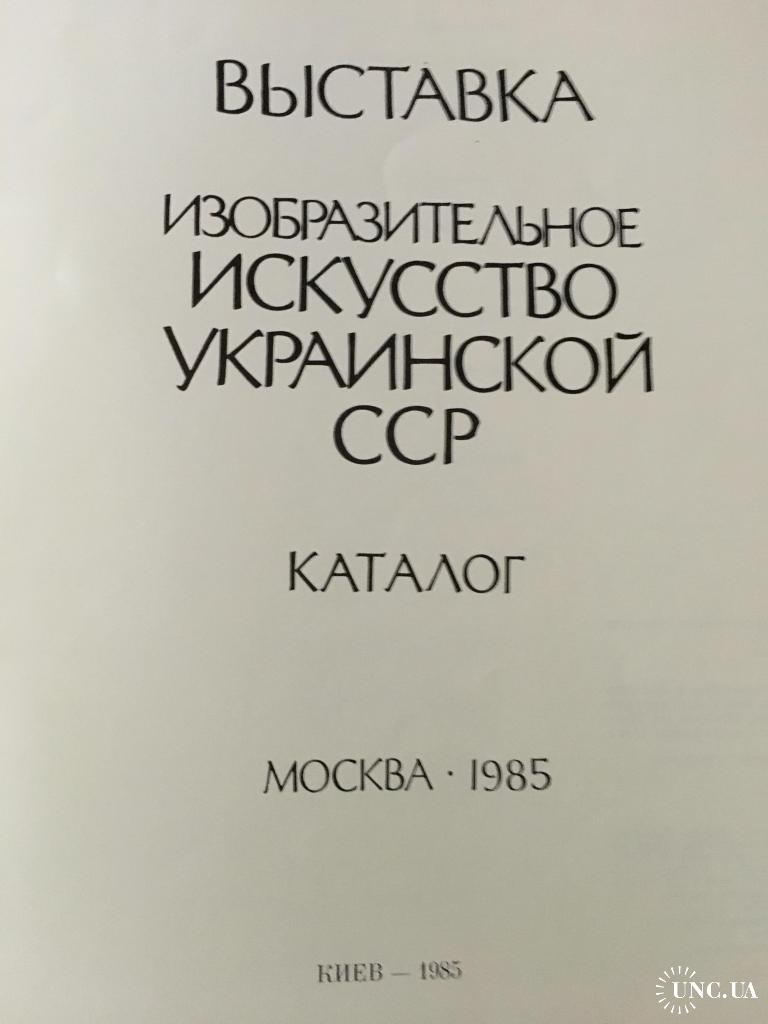 ВЫСТАВКА
ИЗОБРАЗИТЕЛЬНОЕ
ИСКУССТВО
УКРАИНСКОЙ
ССР
КАТАЛОГ
МОСКВА · 1985
КИЕВ — 1985
UNC.UA